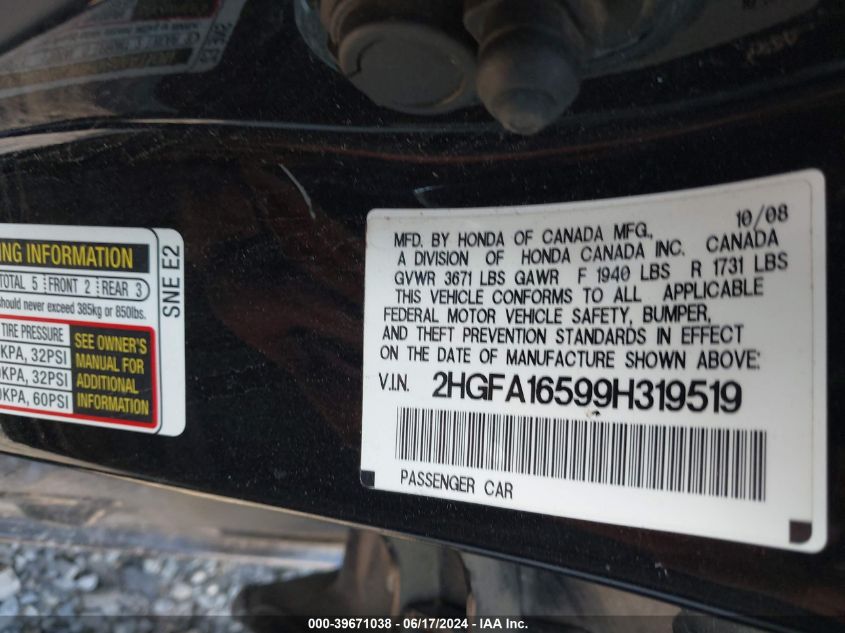 10/08
MFD. BY HONDA OF CANADA MFG.,
A DIVISION OF HONDA CANADA INC. CANADA
GVWR 3671 LBS GAWR F 1940 LBS R 1731 LBS
THIS VEHICLE CONFORMS TO ALL APPLICABLE
FEDERAL MOTOR VEHICLE SAFETY, BUMPER,
AND THEFT PREVENTION STANDARDS IN EFFECT
ON THE DATE OF MANUFACTURE SHOWN ABOVE:
V.I.N. 2HGFA16599H319519
PASSENGER CAR
ING INFORMATION
TOTAL 5 FRONT 2 REAR 3
should never exceed 385kg or 850lbs.
TIRE PRESSURE
KPA, 32PSI
0KPA, 32PSI
0KPA, 60PSI
SEE OWNER'S
MANUAL FOR
ADDITIONAL
INFORMATION
SNE E2
000-39671038 - 06/17/2024 - IAA Inc.